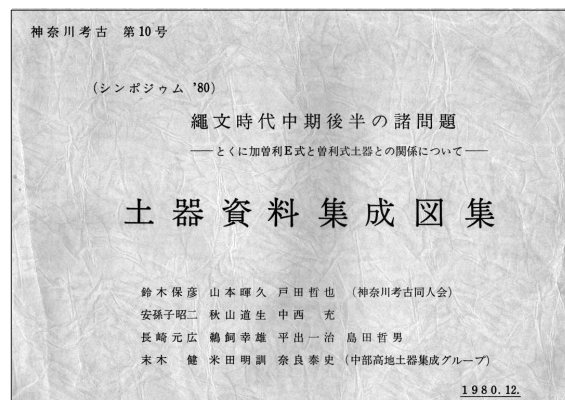 神奈川考古 第10号
(シンポジゥム '80)
縄文時代中期後半の諸問題
――とくに加曽利E式と曽利式土器との関係について――
土器資料集成図集
鈴木保彦 山本暉久 戸田哲也 (神奈川考古同人会)
安孫子昭二 秋山道生 中西 充
長崎元広 鵜飼幸雄 平出一治 島田哲男
末木 健 米田明訓 奈良泰史 (中部高地土器集成グループ)
1980.12.